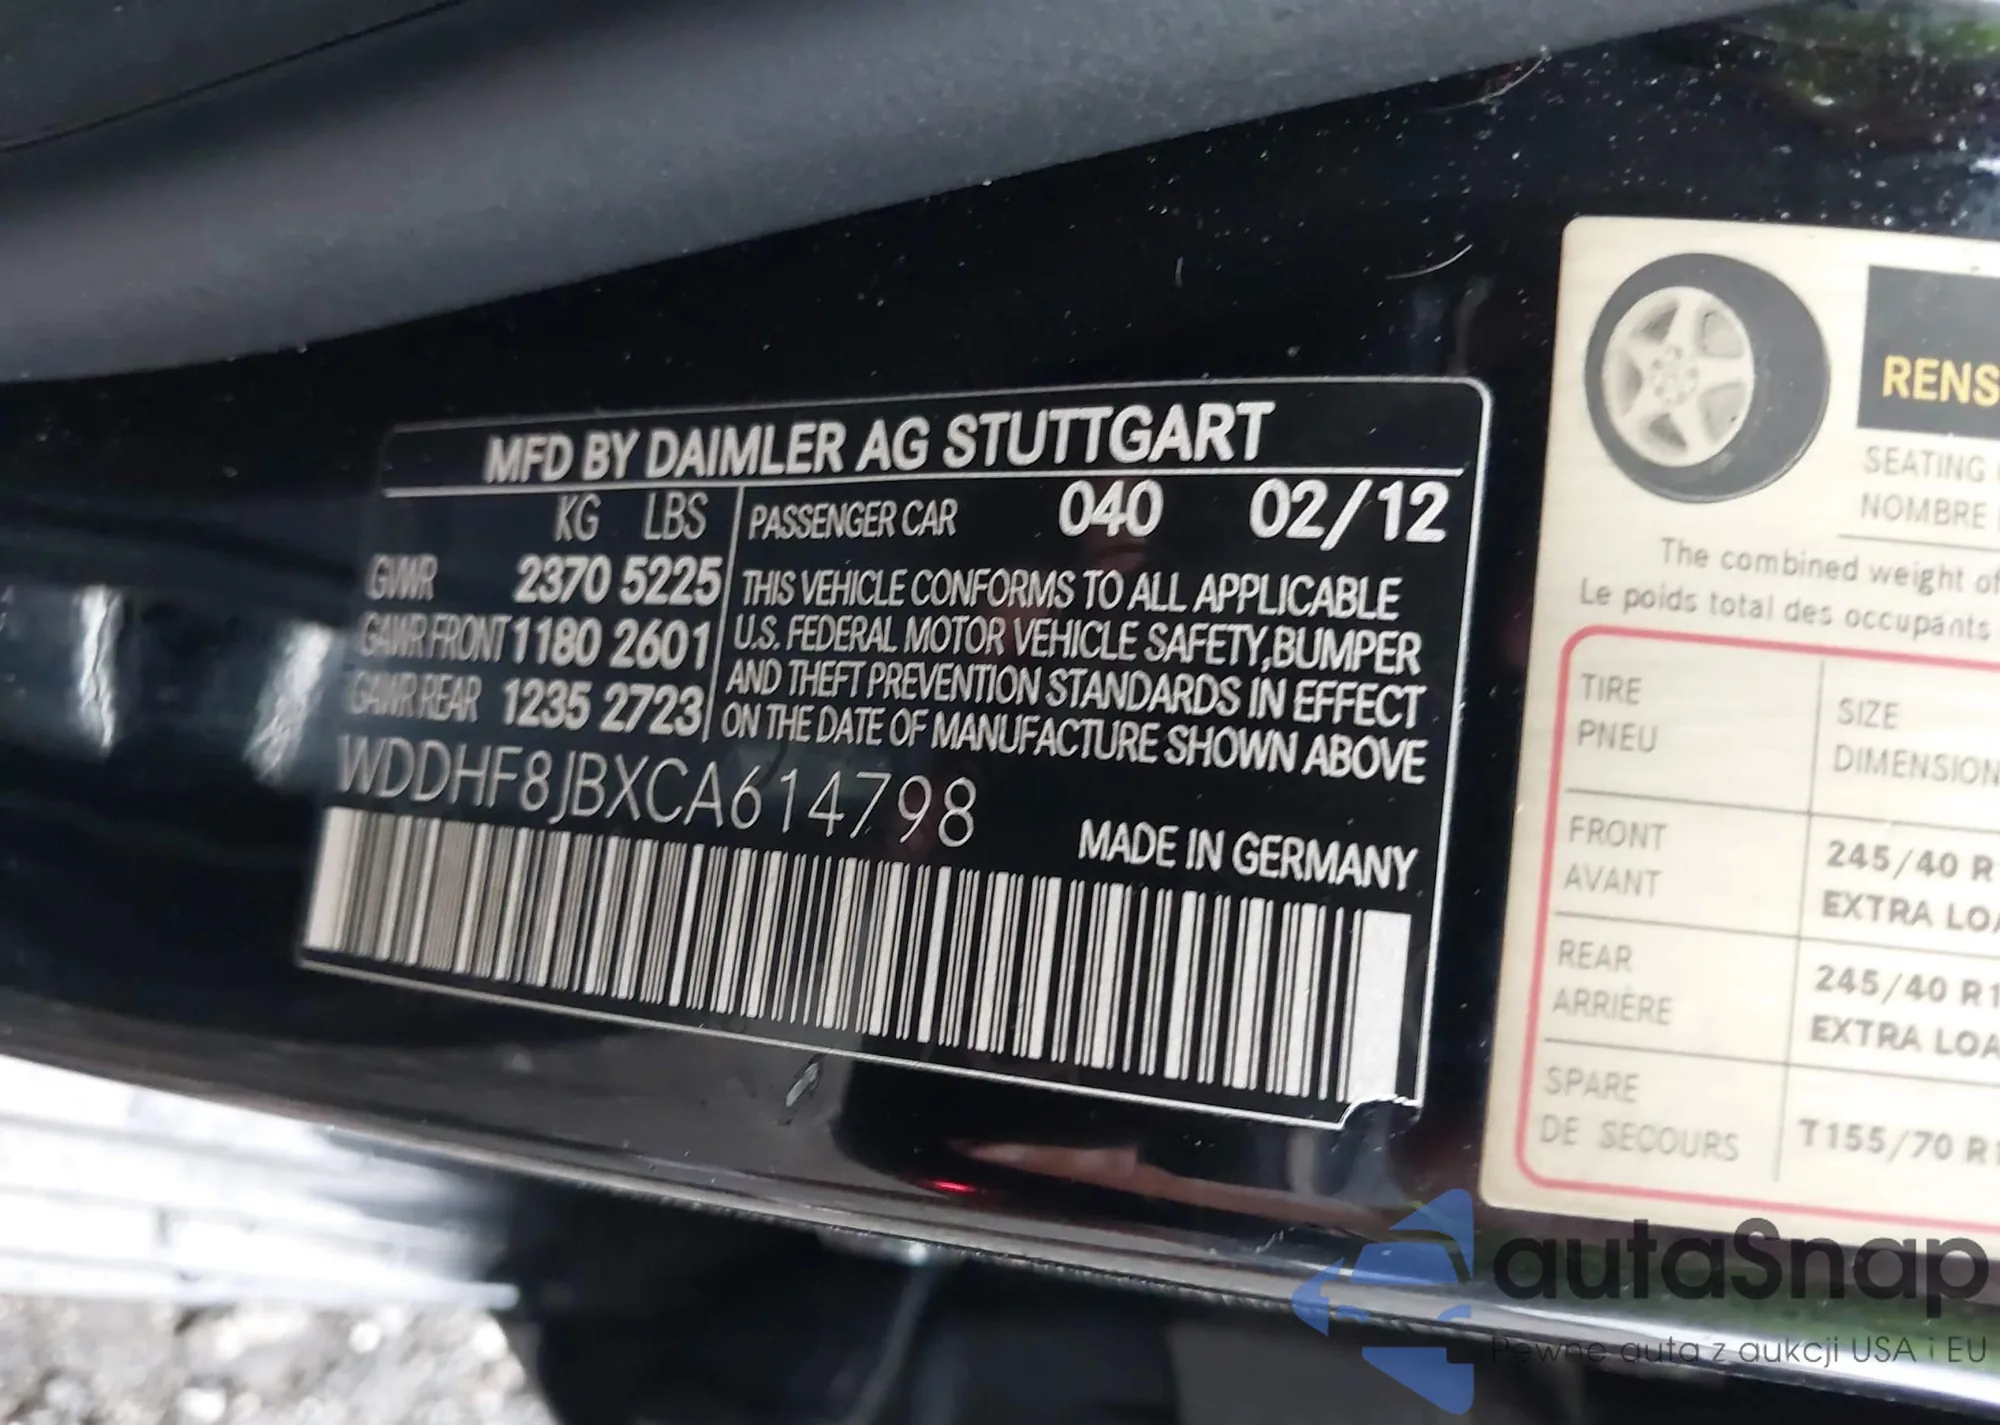 MFD BY DAIMLER AG STUTTGART
KG LBS
GVWR 2370 5225
GAWR FRONT 1180 2601
GAWR REAR 1235 2723
PASSENGER CAR 040 02/12
THIS VEHICLE CONFORMS TO ALL APPLICABLE
U.S. FEDERAL MOTOR VEHICLE SAFETY, BUMPER
AND THEFT PREVENTION STANDARDS IN EFFECT
ON THE DATE OF MANUFACTURE SHOWN ABOVE
WDDHF8JBXCA614798
MADE IN GERMANY
RENS
SEATING
NOMBRE
The combined weight of
Le poids total des occupants
TIRE SIZE
PNEU DIMENSION
FRONT 245/40 R
AVANT EXTRA LOA
REAR 245/40 R1
ARRIÈRE EXTRA LOA
SPARE
DE SECOURS T155/70 R1
autaSnap
Pewne auta z aukcji USA i EU